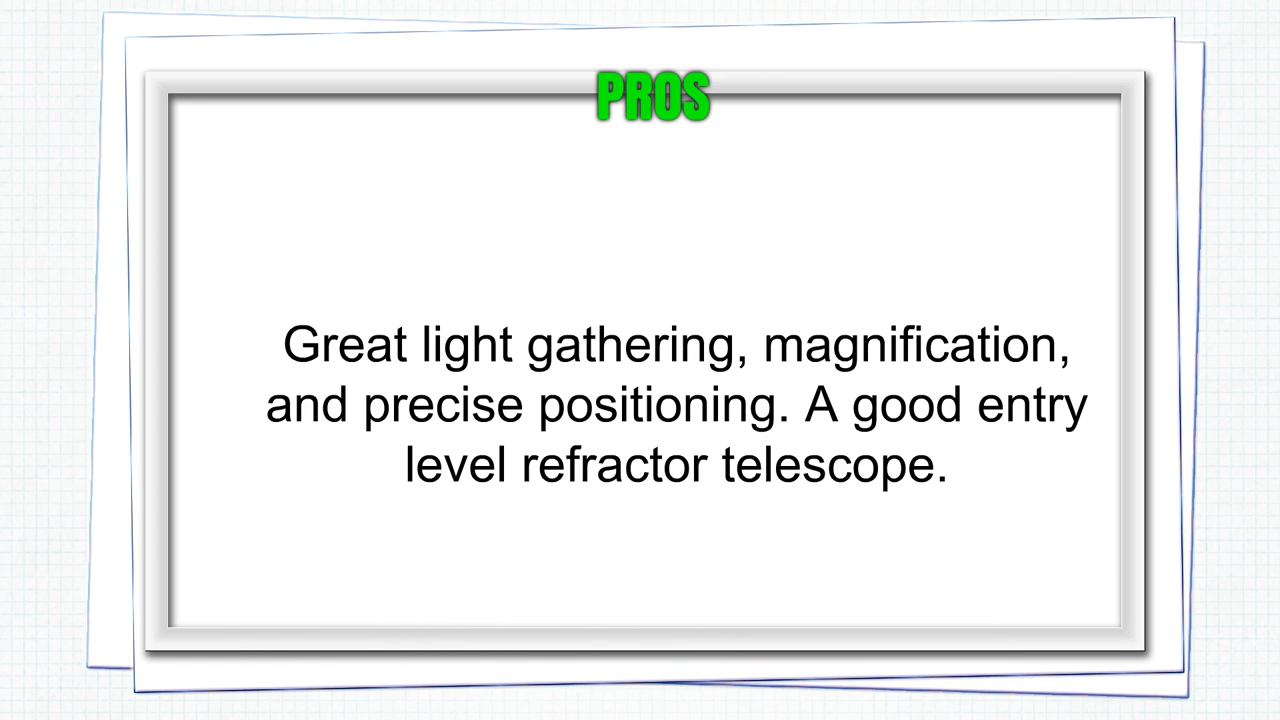 PROS
Great light gathering, magnification,
and precise positioning. A good entry
level refractor telescope.